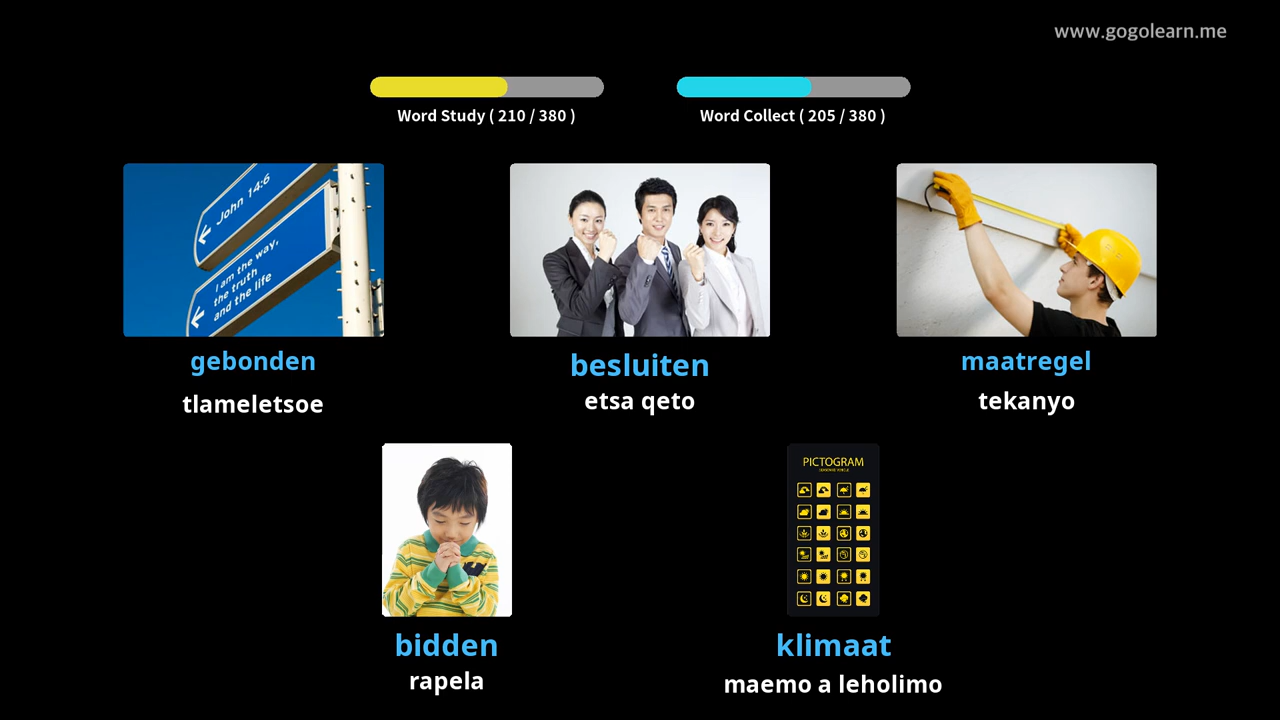 www.gogolearn.me
Word Study ( 210 / 380 )
Word Collect ( 205 / 380 )
John 14:6
I am the way,
the truth
and the life
gebonden
besluiten
maatregel
tlameletsoe
etsa qeto
tekanyo
PICTOGRAM
bidden
klimaat
rapela
maemo a leholimo